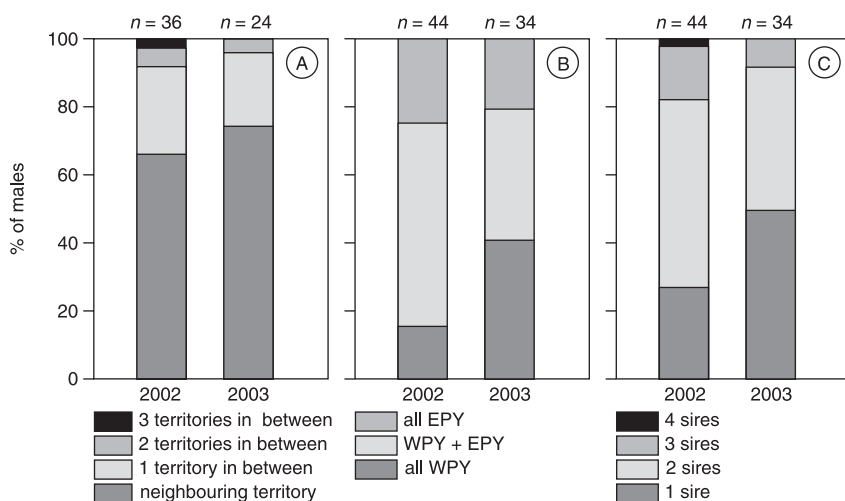 n = 36 n = 24 n = 44 n = 34 n = 44 n = 34
100
80
60
40
20
0
% of males
A
B
C
2002 2003 2002 2003 2002 2003
3 territories in between
2 territories in between
1 territory in between
neighbouring territory
all EPY
WPY + EPY
all WPY
4 sires
3 sires
2 sires
1 sire